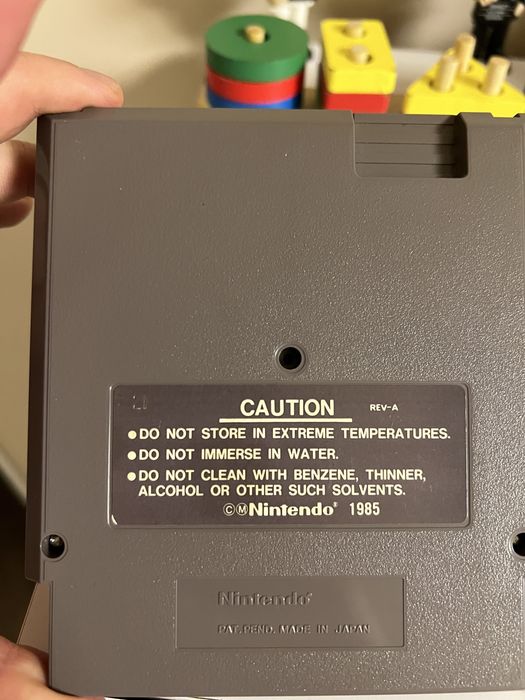 CAUTION REV-A
●DO NOT STORE IN EXTREME TEMPERATURES.
●DO NOT IMMERSE IN WATER.
●DO NOT CLEAN WITH BENZENE, THINNER,
ALCOHOL OR OTHER SUCH SOLVENTS.
©ⓂNintendo® 1985
Nintendo®
PAT.PEND. MADE IN JAPAN